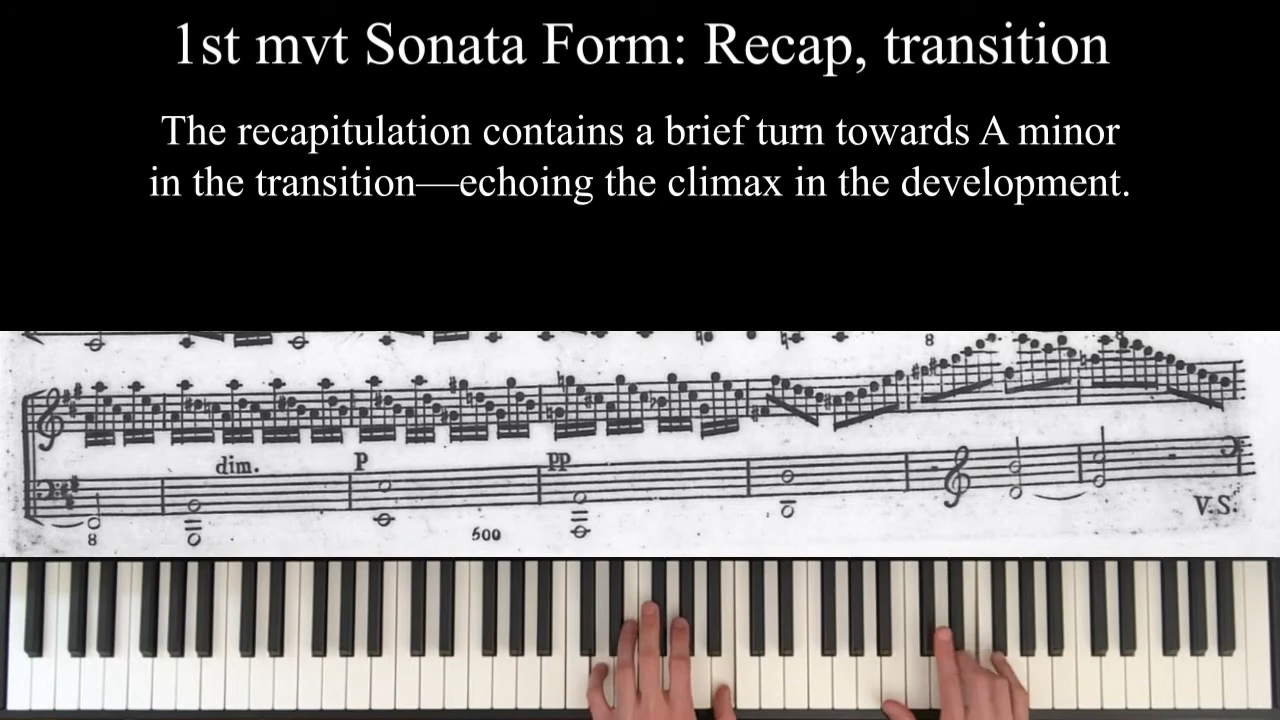 1st mvt Sonata Form: Recap, transition
The recapitulation contains a brief turn towards A minor
in the transition—echoing the climax in the development.
8 8
dim. P PP
8 500 V.S.